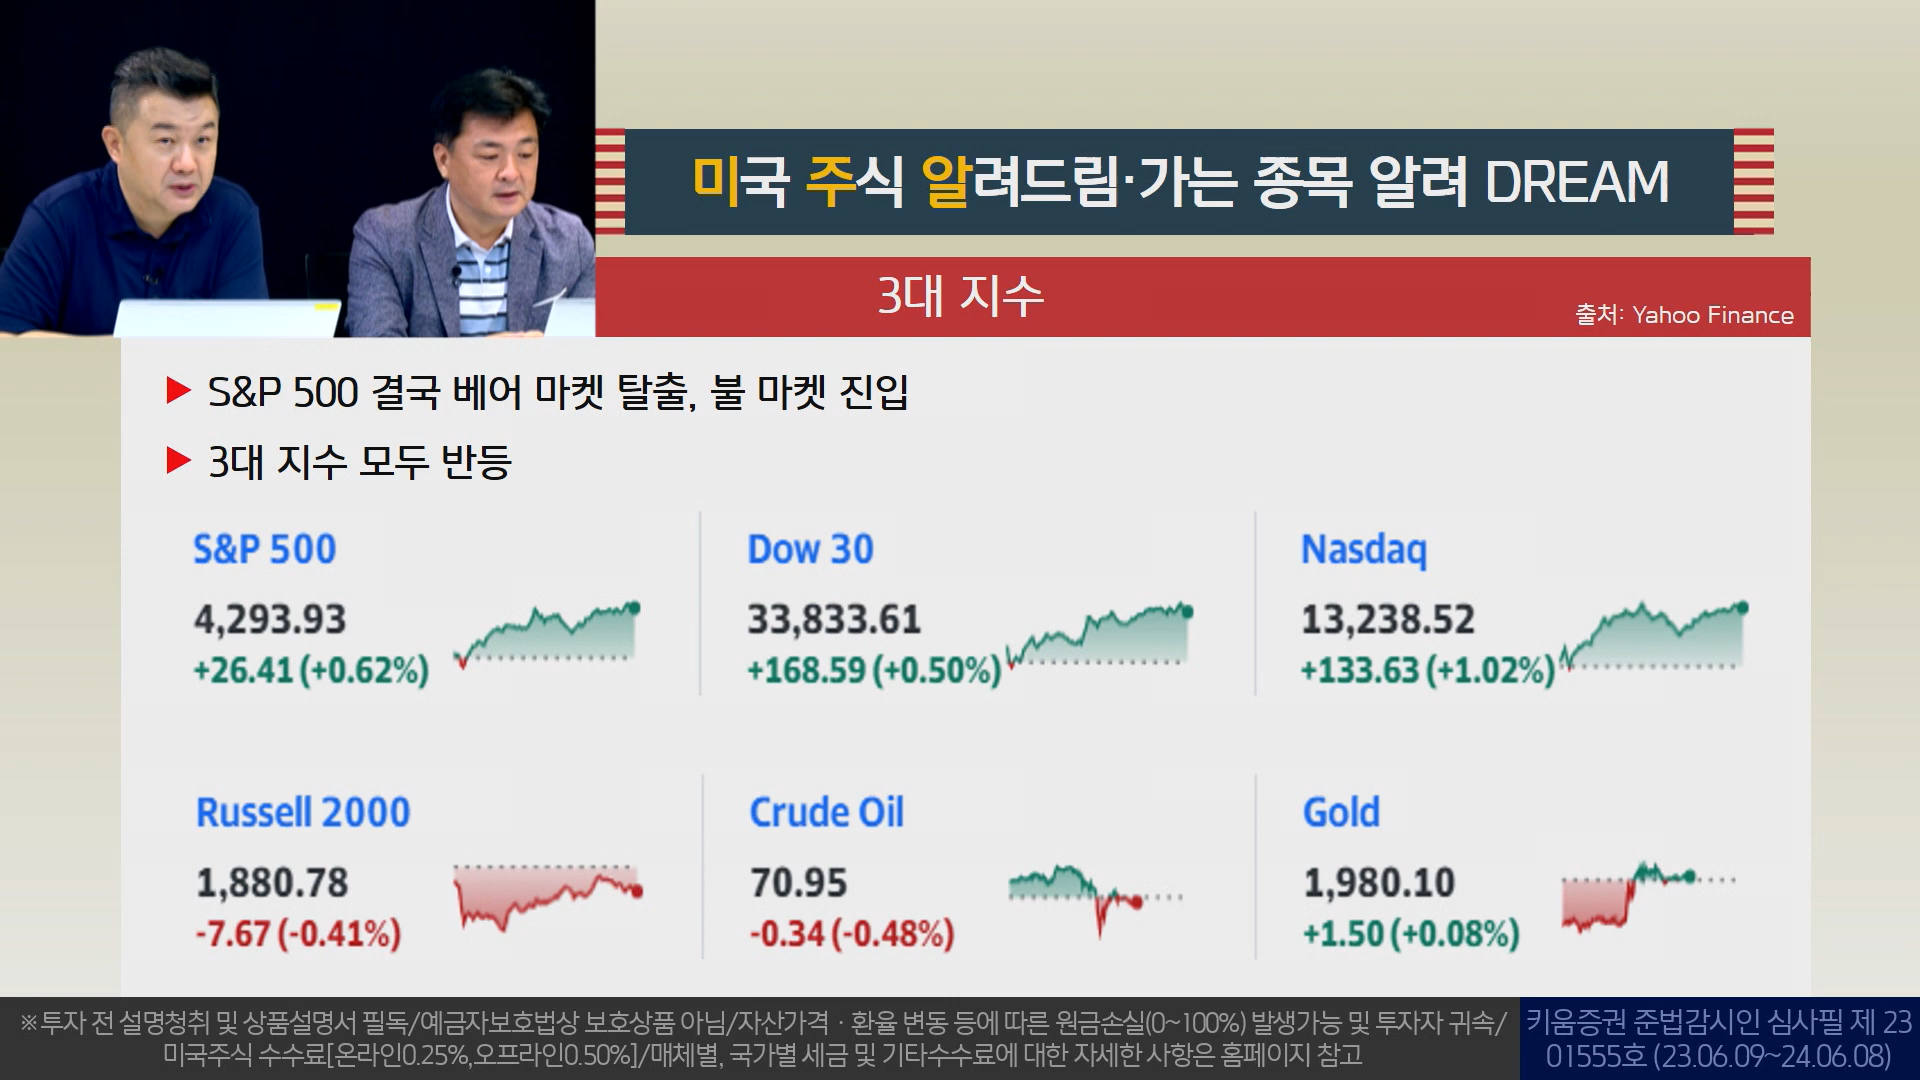 미국 주식 알려드림·가는 종목 알려 DREAM
3대 지수
출처: Yahoo Finance
▶ S&P 500 결국 베어 마켓 탈출, 불 마켓 진입
▶ 3대 지수 모두 반등
S&P 500
4,293.93
+26.41 (+0.62%)
Dow 30
33,833.61
+168.59 (+0.50%)
Nasdaq
13,238.52
+133.63 (+1.02%)
Russell 2000
1,880.78
-7.67 (-0.41%)
Crude Oil
70.95
-0.34 (-0.48%)
Gold
1,980.10
+1.50 (+0.08%)
※투자 전 설명청취 및 상품설명서 필독/예금자보호법상 보호상품 아님/자산가격 · 환율 변동 등에 따른 원금손실(0~100%) 발생가능 및 투자자 귀속/
미국주식 수수료[온라인0.25%,오프라인0.50%]/매체별, 국가별 세금 및 기타수수료에 대한 자세한 사항은 홈페이지 참고
키움증권 준법감시인 심사필 제 23
01555호 (23.06.09~24.06.08)